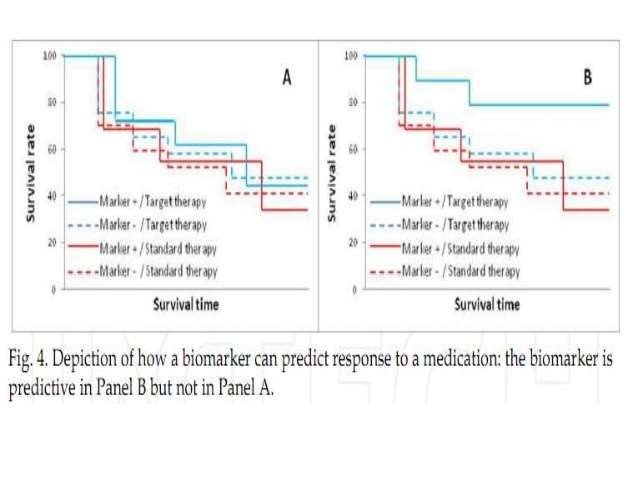 A
Survival rate
100
80
60
40
20
0
Marker + / Target therapy
Marker - / Target therapy
Marker + / Standard therapy
Marker - / Standard therapy
Survival time
B
Survival rate
100
80
60
40
20
0
Marker + / Target therapy
Marker - / Target therapy
Marker + / Standard therapy
Marker - / Standard therapy
Survival time
Fig. 4. Depiction of how a biomarker can predict response to a medication: the biomarker is
predictive in Panel B but not in Panel A.